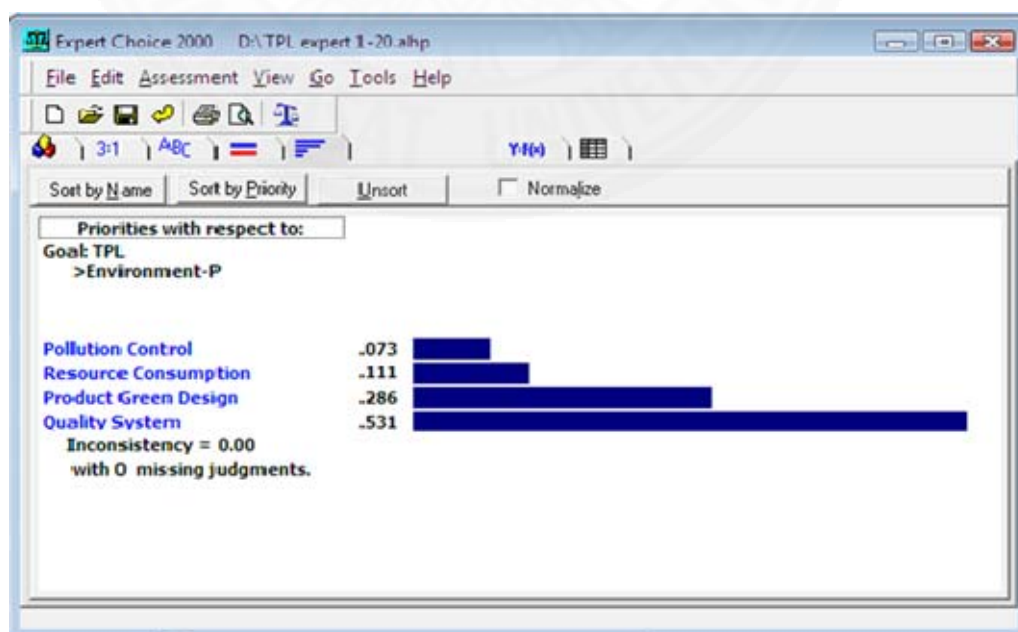 Expert Choice 2000 D:\TPL expert 1-20.ahp
File Edit Assessment View Go Tools Help
3:1 ABC Y=f(x)
Sort by Name Sort by Priority Unsort Normalize
Priorities with respect to:
Goal: TPL
>Environment-P
Pollution Control .073
Resource Consumption .111
Product Green Design .286
Quality System .531
Inconsistency = 0.00
with 0 missing judgments.